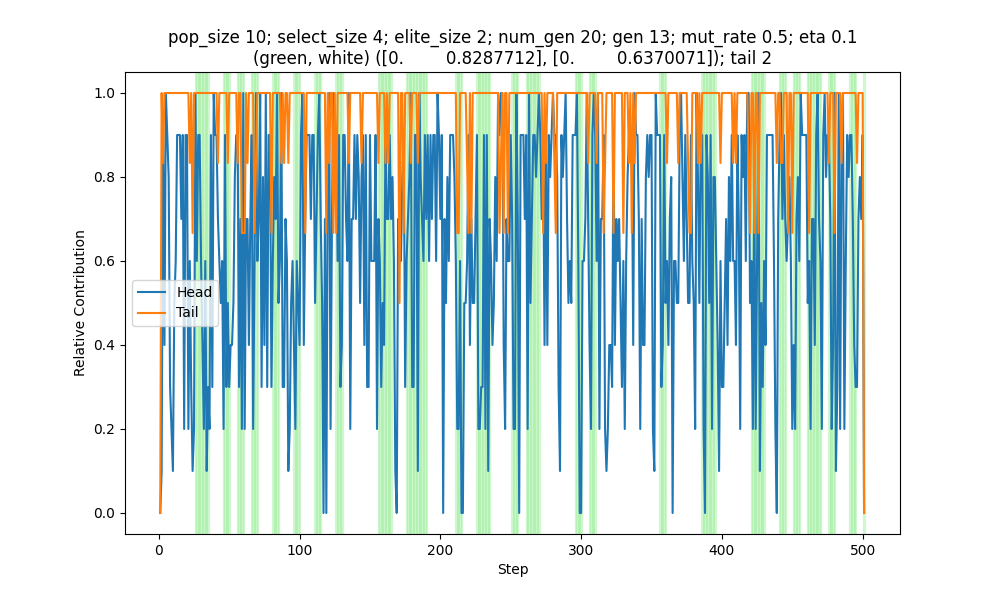 pop_size 10; select_size 4; elite_size 2; num_gen 20; gen 13; mut_rate 0.5; eta 0.1
(green, white) ([0. 0.8287712], [0. 0.6370071]); tail 2
1.0
0.8
0.6
0.4
0.2
0.0
Relative Contribution
Head
Tail
0 100 200 300 400 500
Step